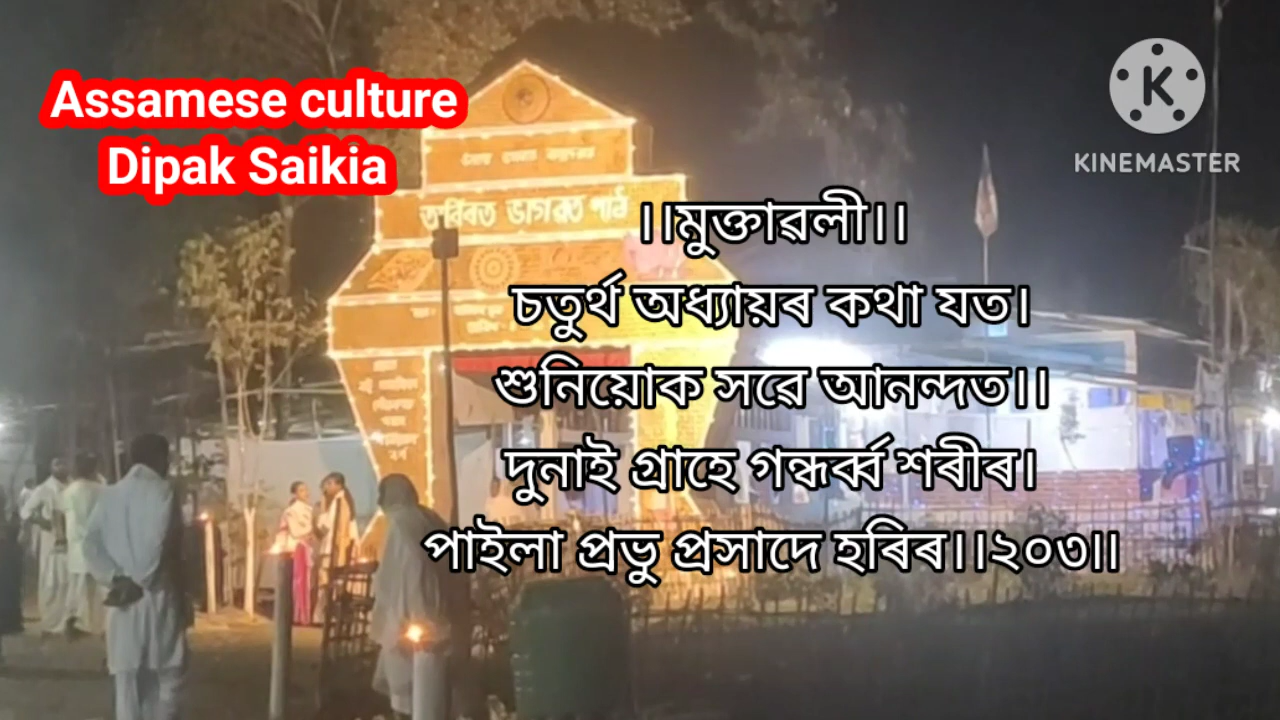 Assamese culture
Dipak Saikia
KINEMASTER
ভাগৱত পাঠ
।।মুক্তাৱলী।।
চতুৰ্থ অধ্যায়ৰ কথা যত।
শুনিয়োক সৱে আনন্দত।।
দুনাই গ্ৰাহে গন্ধৰ্ব্ব শৰীৰ।
পাইলা প্ৰভু প্ৰসাদে হৰিৰ।।২০৩॥